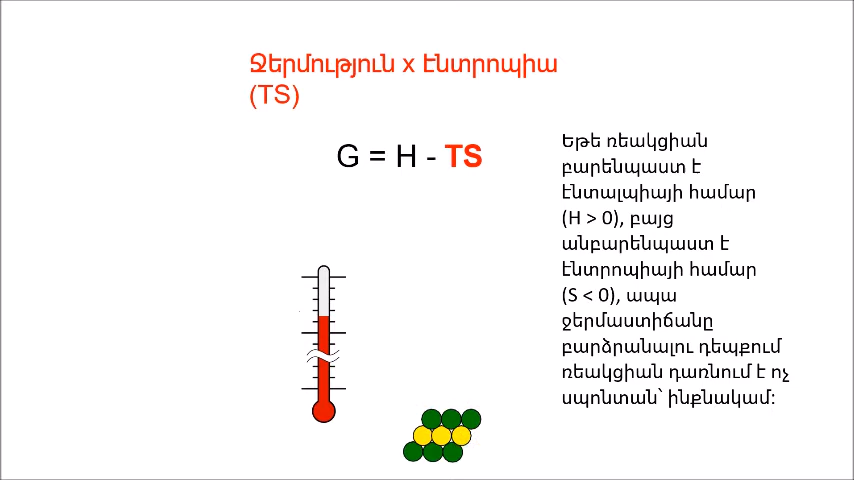 Ջերմություն x էնտրոպիա
(TS)
G = H - TS
Եթե ռեակցիան
բարենպաստ է
էնտալպիայի համար
(H > 0), բայց
անբարենպաստ է
էնտրոպիայի համար
(S < 0), ապա
ջերմաստիճանը
բարձրանալու դեպքում
ռեակցիան դառնում է ոչ
սպոնտան՝ ինքնակամ: